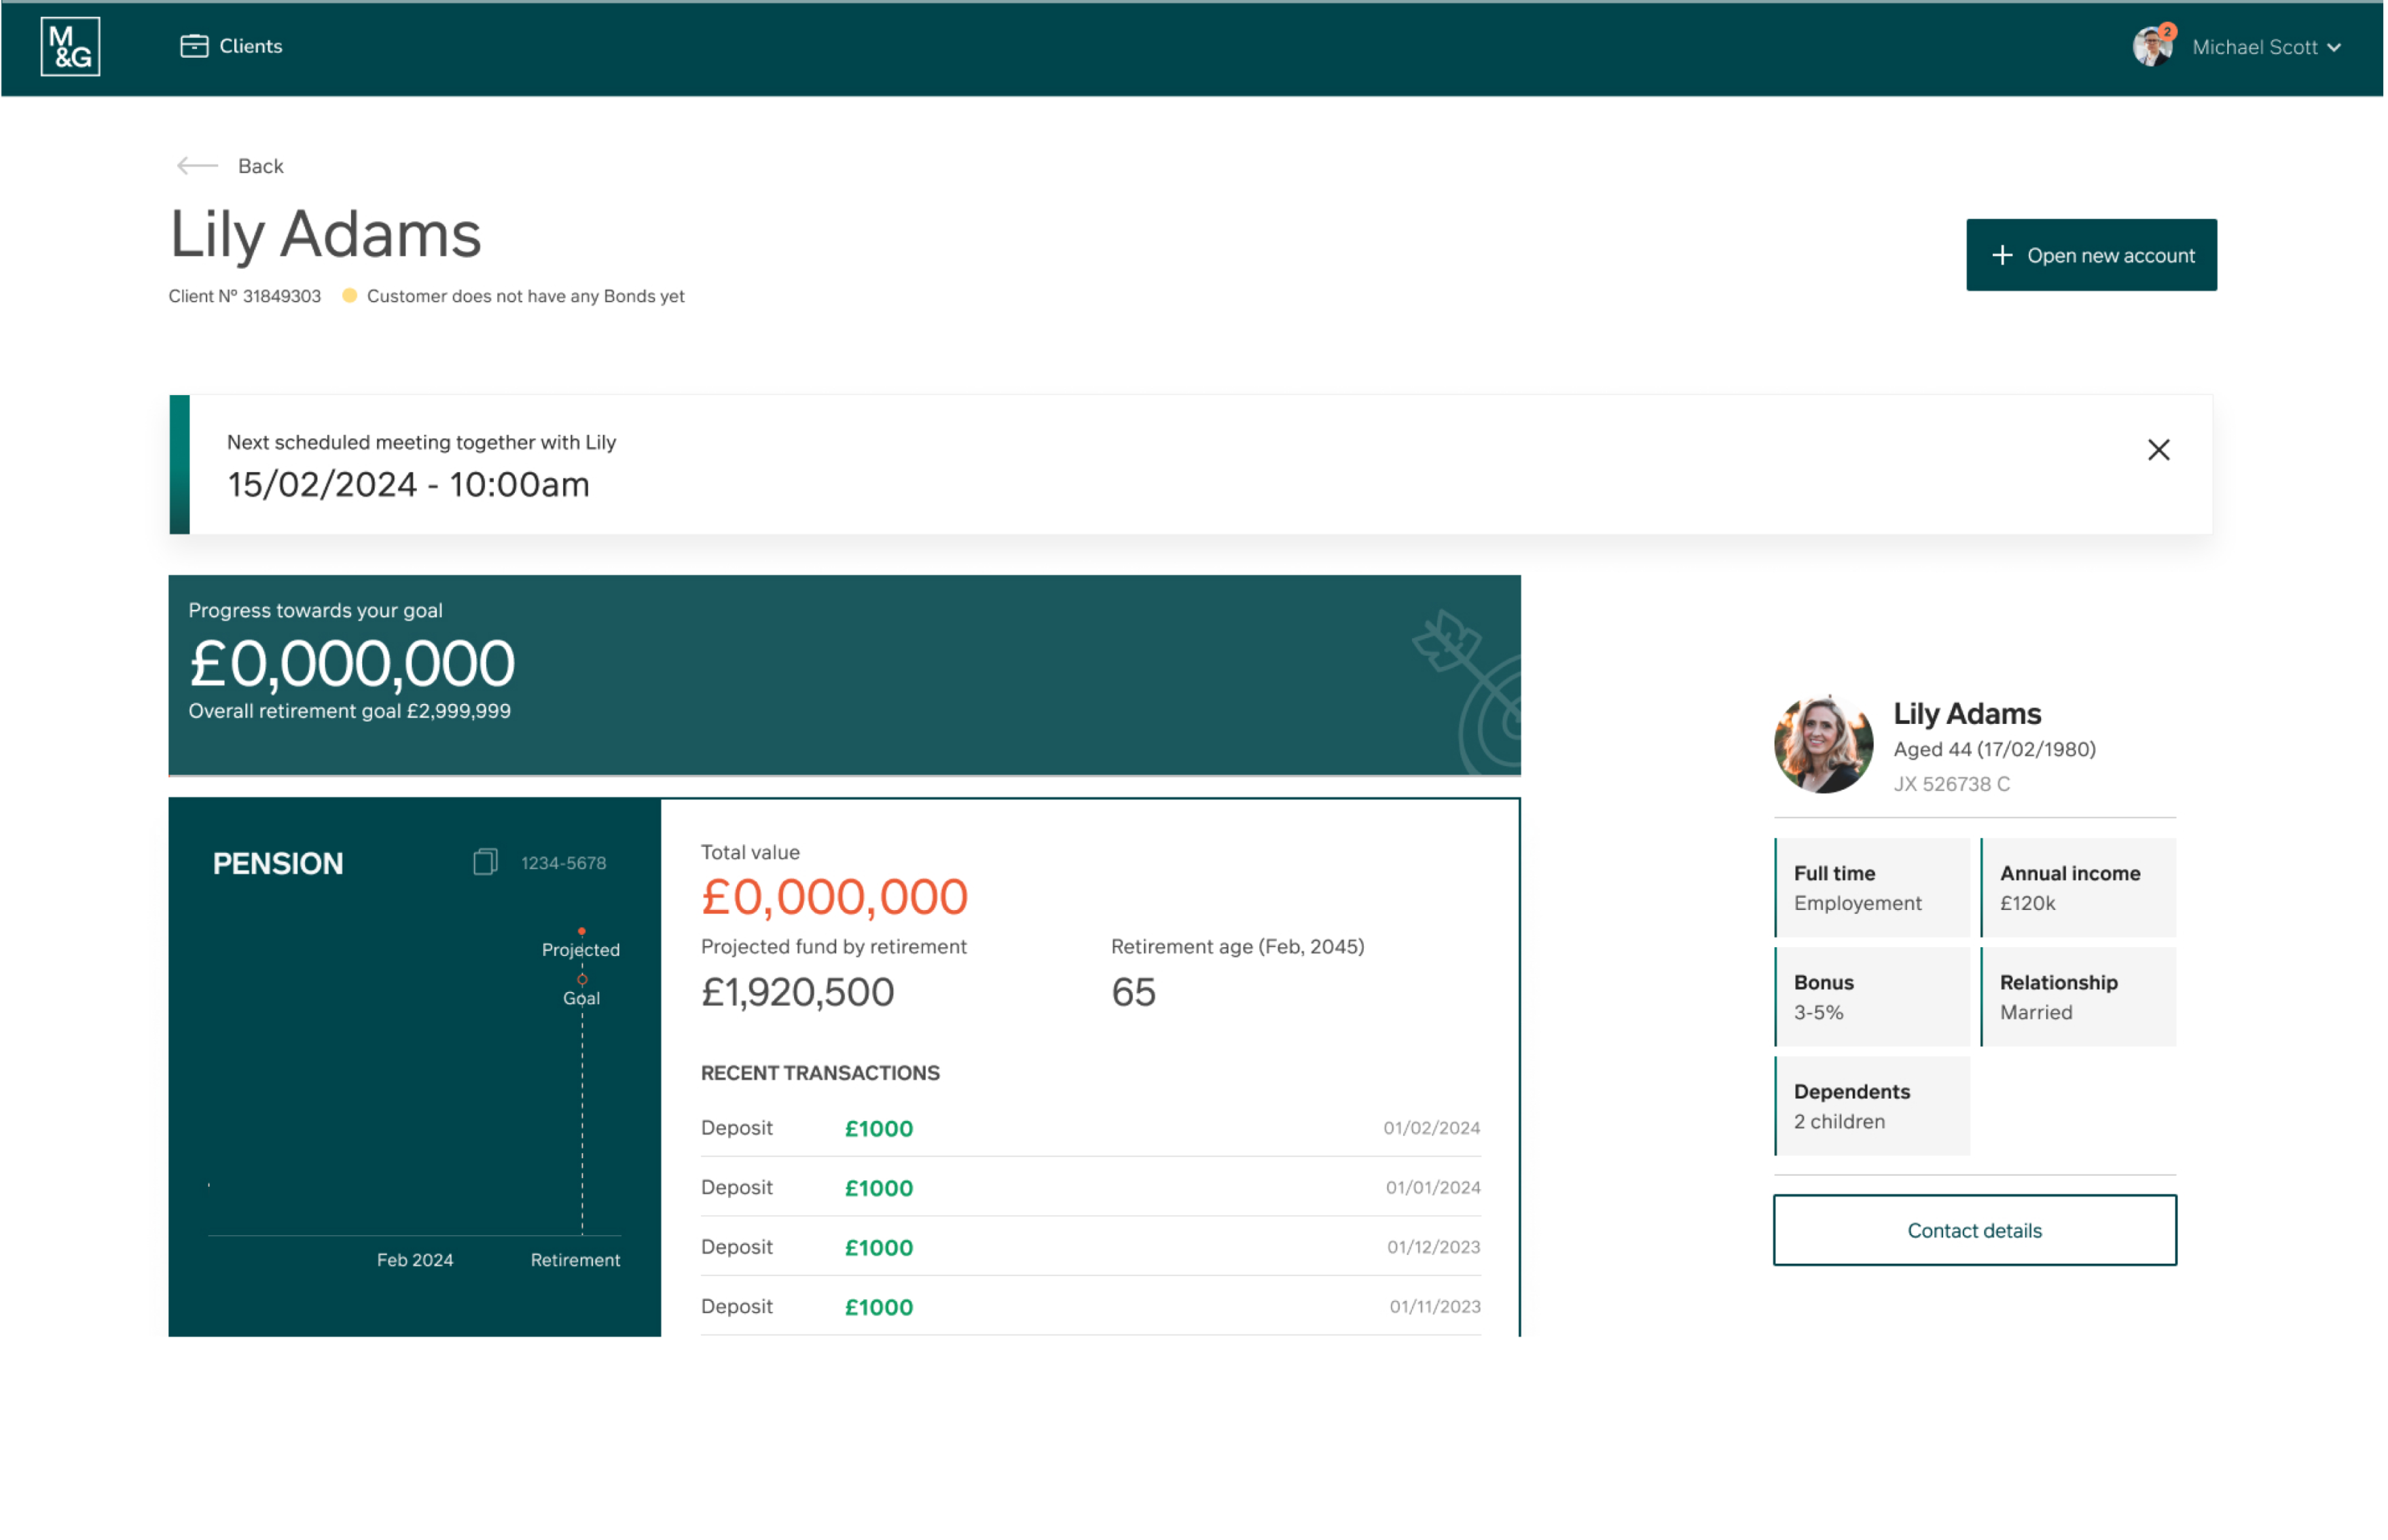 M
&G
Clients
2
Michael Scott
Back
Lily Adams
Open new account
Client Nº 31849303
Customer does not have any Bonds yet
Next scheduled meeting together with Lily
15/02/2024 - 10:00am
Progress towards your goal
£0,000,000
Overall retirement goal £2,999,999
PENSION
1234-5678
Projected
Goal
Feb 2024
Retirement
Total value
£0,000,000
Projected fund by retirement
£1,920,500
Retirement age (Feb, 2045)
65
RECENT TRANSACTIONS
Deposit £1000 01/02/2024
Deposit £1000 01/01/2024
Deposit £1000 01/12/2023
Deposit £1000 01/11/2023
Lily Adams
Aged 44 (17/02/1980)
JX 526738 C
Full time
Employement
Annual income
£120k
Bonus
3-5%
Relationship
Married
Dependents
2 children
Contact details